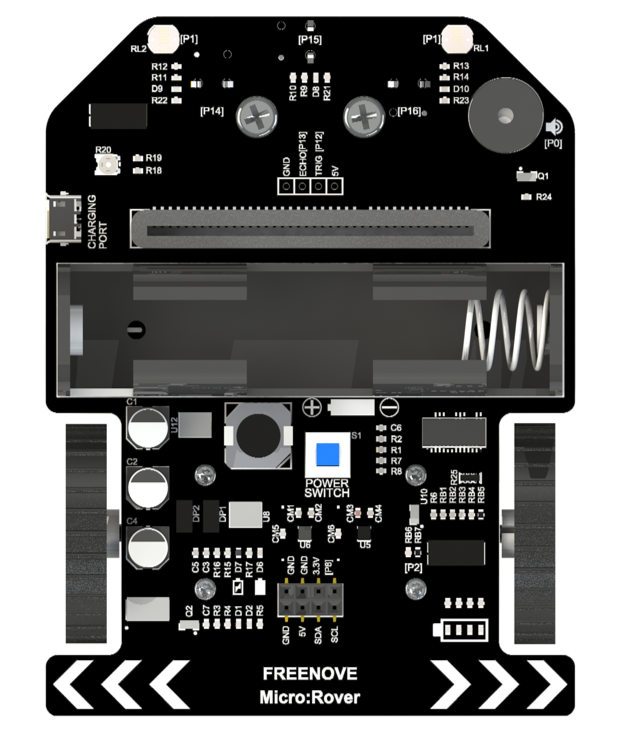 [P1]
[P15]
[P1]
RL2
RL1
R12
R11
D9
R22
R10
R9
D8
R21
R13
R14
D10
R23
[P14]
[P16]
[P0]
R20
R19
R18
GND
ECHO[P13]
TRIG [P12]
5V
Q1
R24
CHARGING
PORT
C1
U12
S1
POWER
SWITCH
C6
R2
R1
R7
R8
C2
DP2
DP1
U8
CM1
CM2
CM3
CM4
CM5
U6
CM6
U5
U10
R6
RB1
RB2
RB3
R25
RB4
RB5
RB6
RB7
C4
C5
C3
R16
R15
D7
R17
D6
GND
GND
3.3V
[P8]
[P2]
Q2
C7
R3
R4
D1
D2
R5
GND
5V
SDA
SCL
FREENOVE
Micro:Rover